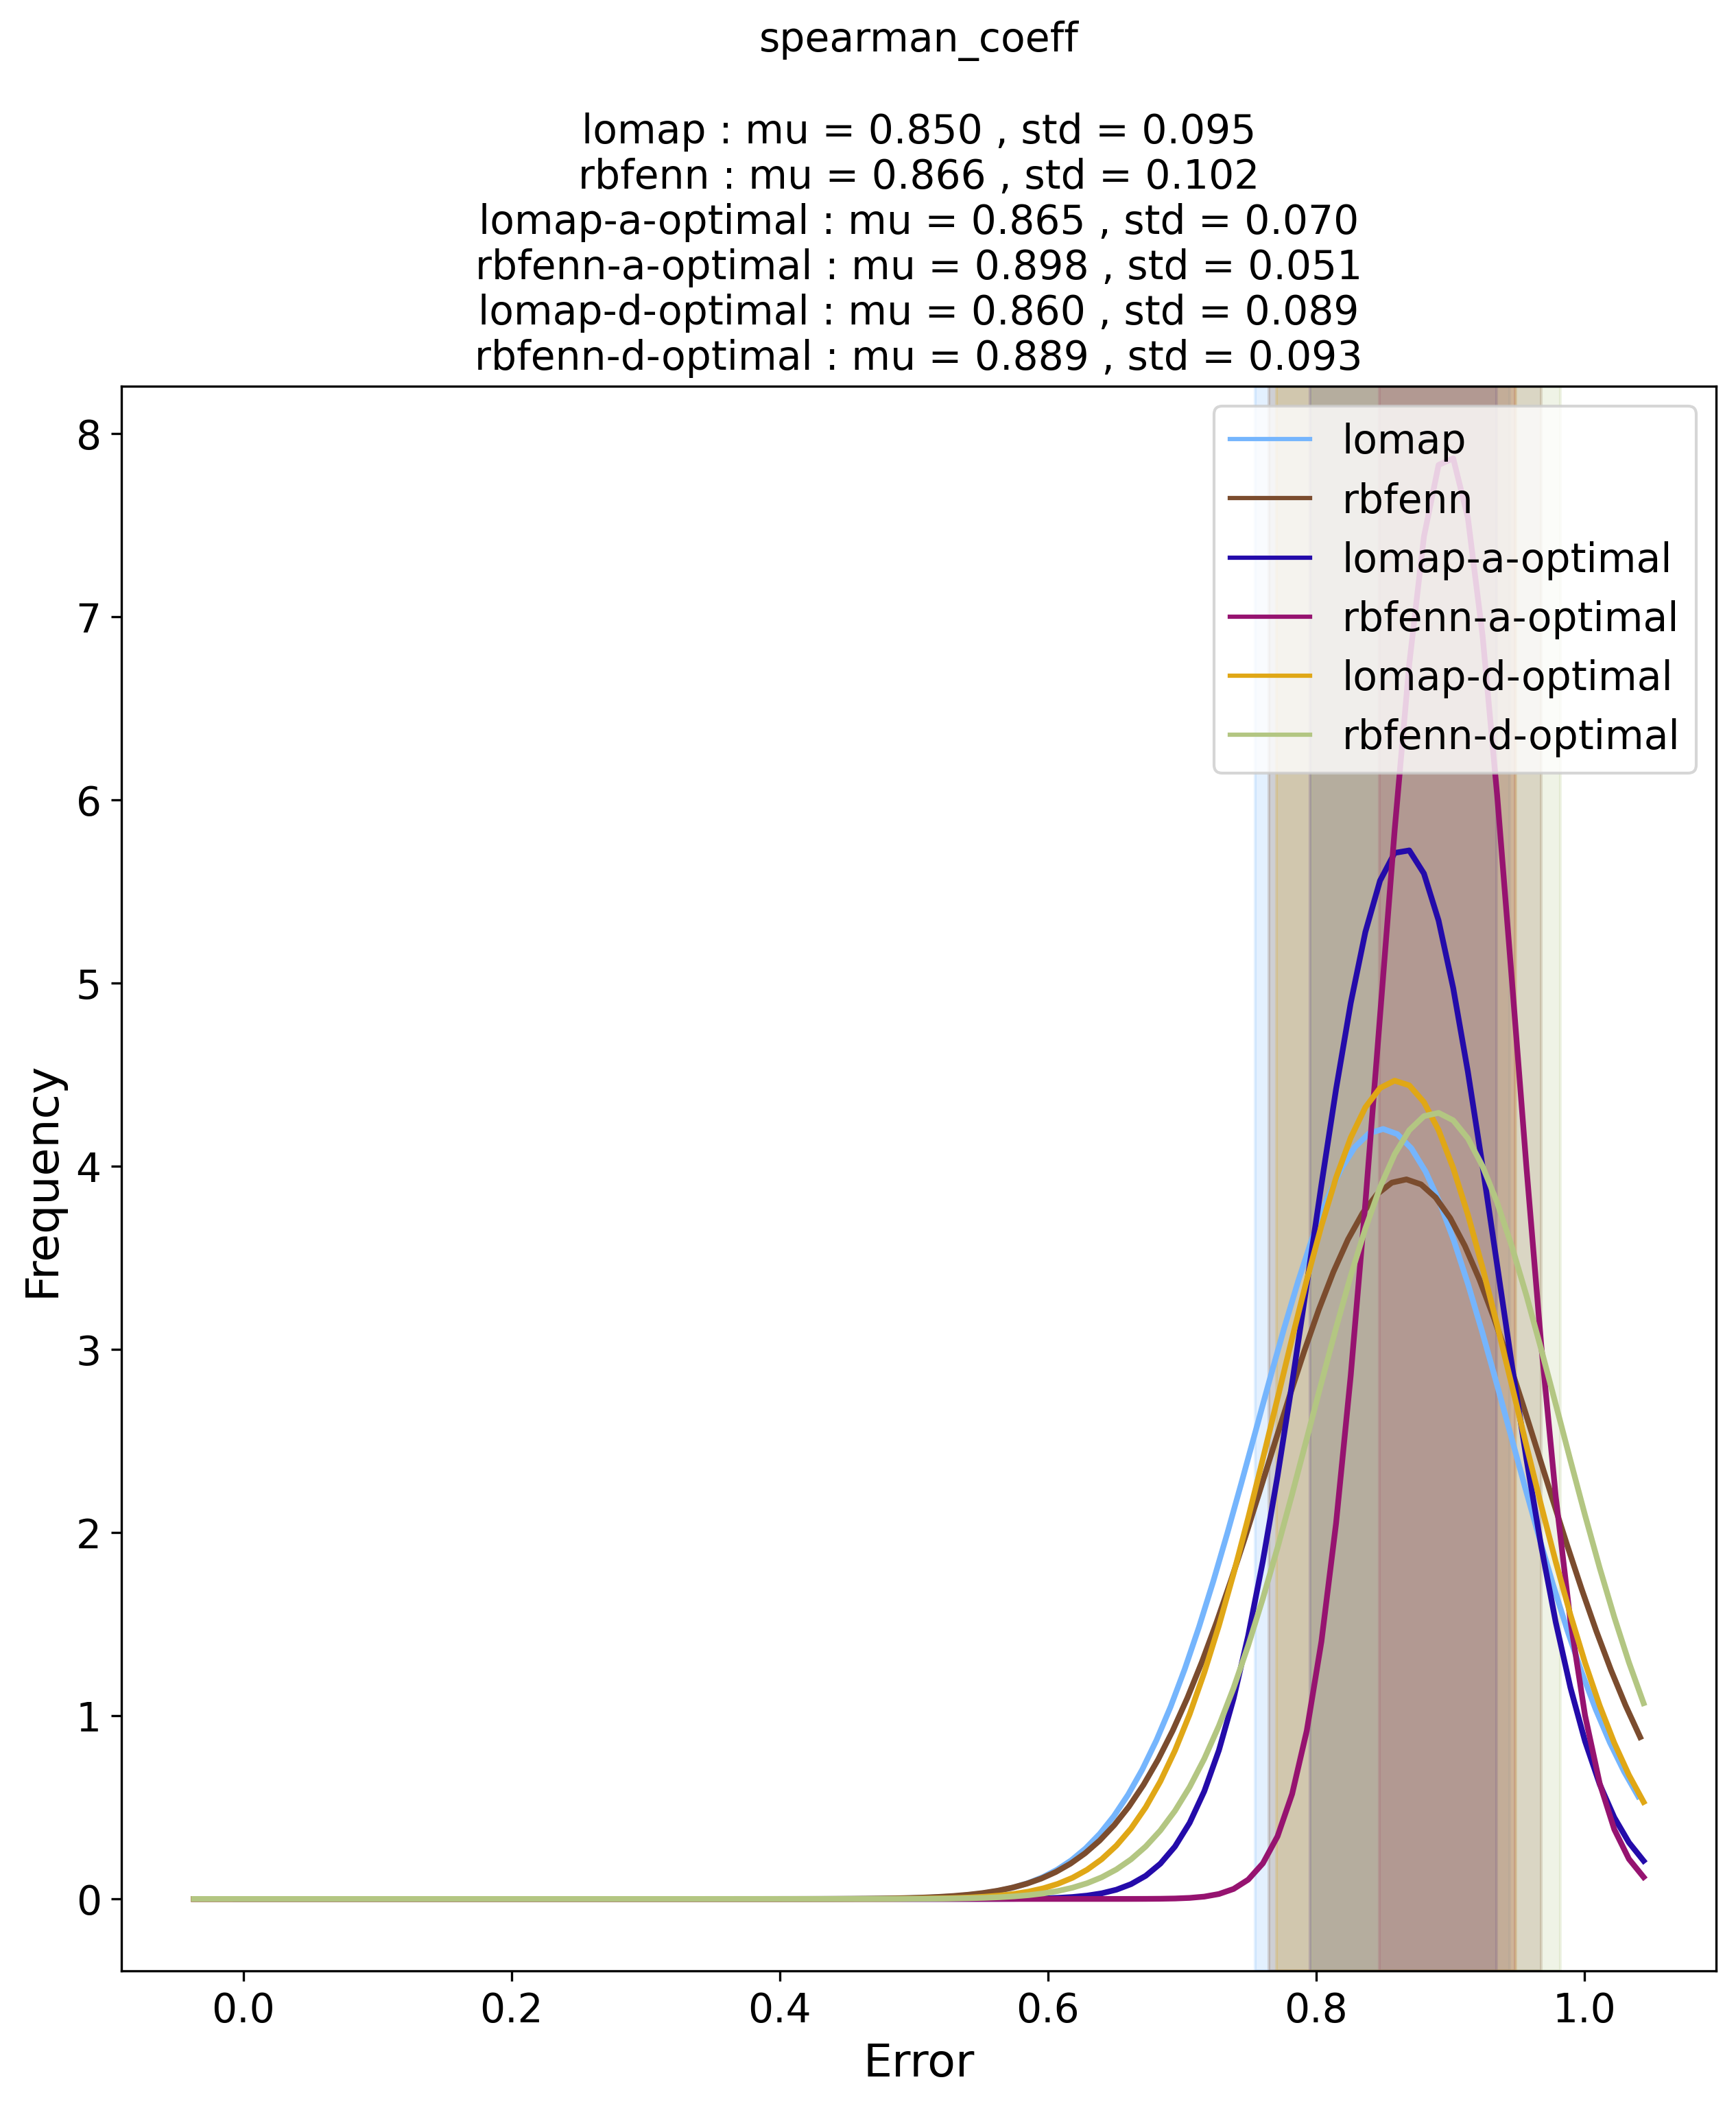 spearman_coeff
lomap : mu = 0.850 , std = 0.095
rbfenn : mu = 0.866 , std = 0.102
lomap-a-optimal : mu = 0.865 , std = 0.070
rbfenn-a-optimal : mu = 0.898 , std = 0.051
lomap-d-optimal : mu = 0.860 , std = 0.089
rbfenn-d-optimal : mu = 0.889 , std = 0.093
lomap
rbfenn
lomap-a-optimal
rbfenn-a-optimal
lomap-d-optimal
rbfenn-d-optimal
8
7
6
5
4
3
2
1
0
Frequency
0.0 0.2 0.4 0.6 0.8 1.0
Error